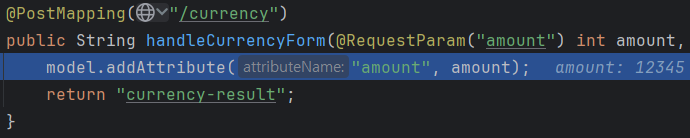 @PostMapping("/currency")
public String handleCurrencyForm(@RequestParam("amount") int amount,
model.addAttribute( attributeName: "amount", amount);   amount: 12345
return "currency-result";
}